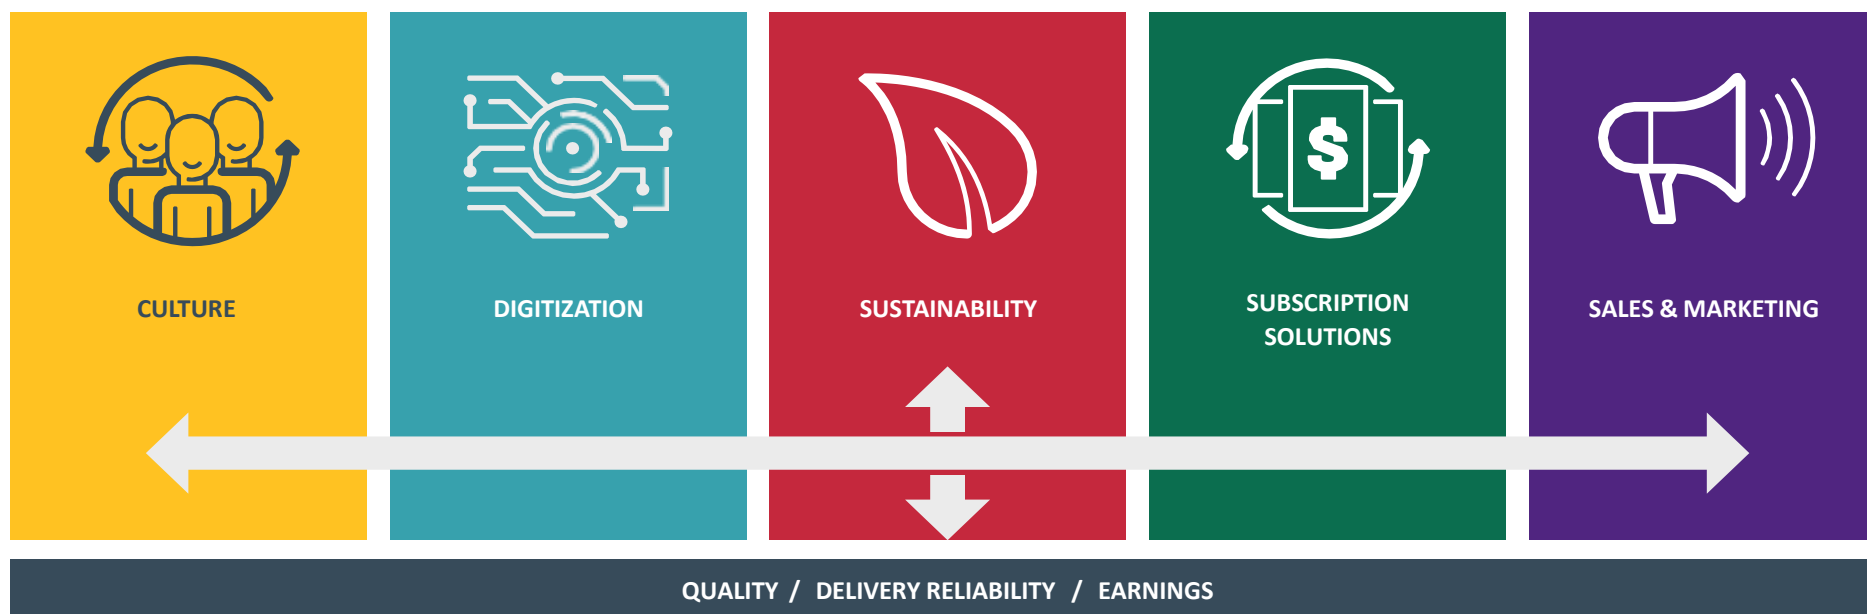 CULTURE
DIGITIZATION
SUSTAINABILITY
SUBSCRIPTION
SOLUTIONS
SALES & MARKETING
$
QUALITY / DELIVERY RELIABILITY / EARNINGS